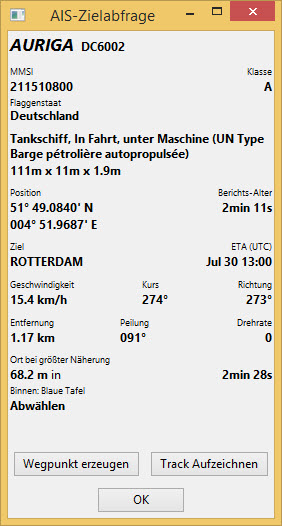 AIS-Zielabfrage
AURIGA DC6002
MMSI Klasse
211510800 A
Flaggenstaat
Deutschland
Tankschiff, In Fahrt, unter Maschine (UN Type
Barge pétrolière autopropulsée)
111m x 11m x 1.9m
Position Berichts-Alter
51° 49.0840' N 2min 11s
004° 51.9687' E
Ziel ETA (UTC)
ROTTERDAM Jul 30 13:00
Geschwindigkeit Kurs Richtung
15.4 km/h 274° 273°
Entfernung Peilung Drehrate
1.17 km 091° 0
Ort bei größter Näherung
68.2 m in 2min 28s
Binnen: Blaue Tafel
Abwählen
Wegpunkt erzeugen Track Aufzeichnen
OK